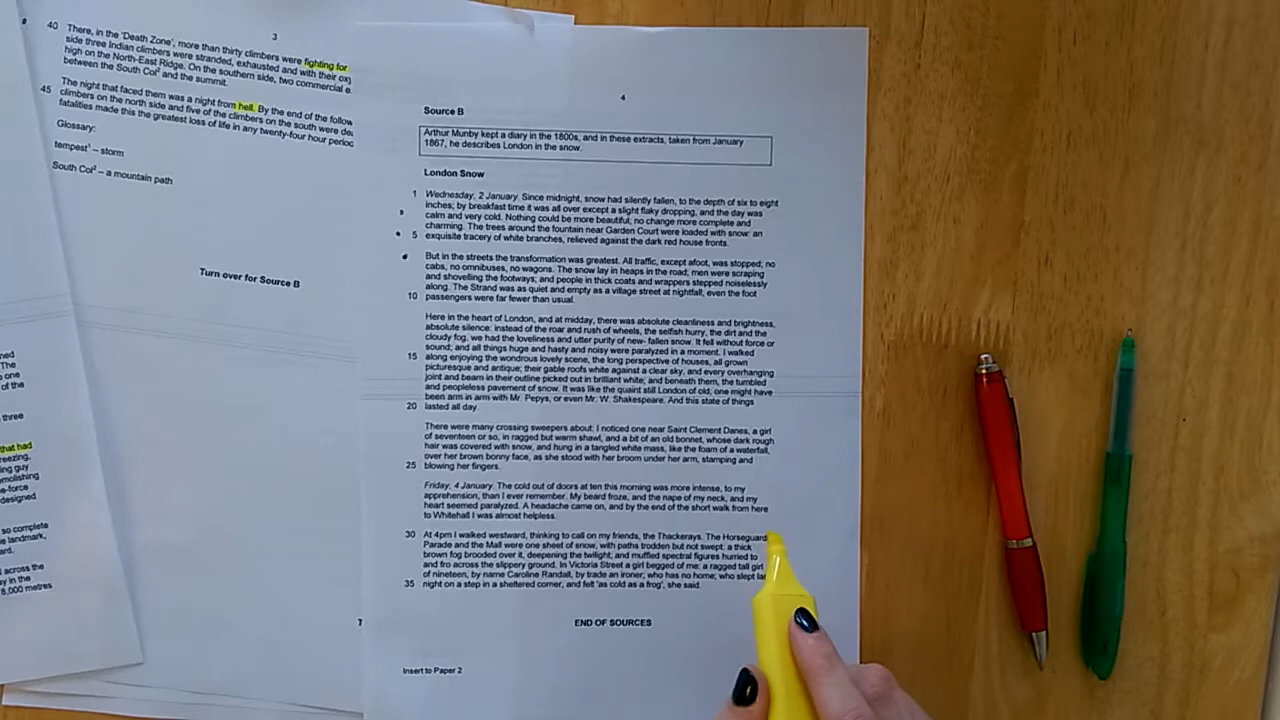 3
40 There, in the 'Death Zone', more than thirty climbers were fighting for
side three Indian climbers were stranded, exhausted and with their
high on the North-East Ridge. On the southern side, two commercial
between the South Col² and the summit.
45 The night that faced them was a night from hell. By the end of the
climbers on the north side and five of the climbers on the south were
fatalities made this the greatest loss of life in any twenty-four hour
Glossary:
tempest¹ – storm
South Col² – a mountain path
Turn over for Source B
The
one
of the
three
that had
guy
designed
so complete
landmark,
across the
in the
8,000 metres
7
4
Source B
Arthur Munby kept a diary in the 1800s, and in these extracts, taken from January
1867, he describes London in the snow.
London Snow
1 Wednesday, 2 January. Since midnight, snow had silently fallen, to the depth of six to eight
inches; by breakfast time it was all over except a slight flaky dropping, and the day was
calm and very cold. Nothing could be more beautiful; no change more complete and
charming. The trees around the fountain near Garden Court were loaded with snow: an
5 exquisite tracery of white branches, relieved against the dark red house fronts.
But in the streets the transformation was greatest. All traffic, except afoot, was stopped; no
cabs, no omnibuses, no wagons. The snow lay in heaps in the road; men were scraping
and shovelling the footways; and people in thick coats and wrappers stepped noiselessly
along. The Strand was as quiet and empty as a village street at nightfall; even the foot
10 passengers were far fewer than usual.
Here in the heart of London, and at midday, there was absolute cleanliness and brightness,
absolute silence: instead of the roar and rush of wheels, the selfish hurry, the dirt and the
cloudy fog, we had the loveliness and utter purity of new- fallen snow. It fell without force or
sound; and all things huge and hasty and noisy were paralyzed in a moment. I walked
15 along enjoying the wondrous lovely scene, the long perspective of houses, all grown
picturesque and antique; their gable roofs white against a clear sky, and every overhanging
joint and beam in their outline picked out in brilliant white; and beneath them, the tumbled
and peopleless pavement of snow. It was like the quaint still London of old; one might have
been arm in arm with Mr. Pepys, or even Mr. W. Shakespeare. And this state of things
20 lasted all day.
There were many crossing sweepers about: I noticed one near Saint Clement Danes, a girl
of seventeen or so, in ragged but warm shawl, and a bit of an old bonnet, whose dark rough
hair was covered with snow, and hung in a tangled white mass, like the foam of a waterfall,
over her brown bonny face, as she stood with her broom under her arm, stamping and
25 blowing her fingers.
Friday, 4 January. The cold out of doors at ten this morning was more intense, to my
apprehension, than I ever remember. My beard froze, and the nape of my neck, and my
heart seemed paralyzed. A headache came on, and by the end of the short walk from here
to Whitehall I was almost helpless.
30 At 4pm I walked westward, thinking to call on my friends, the Thackerays. The Horseguard
Parade and the Mall were one sheet of snow, with paths trodden but not swept: a thick
brown fog brooded over it, deepening the twilight, and muffled spectral figures hurried to
and fro across the slippery ground. In Victoria Street a girl begged of me: a ragged tall girl
of nineteen, by name Caroline Randall, by trade an ironer; who has no home; who slept
35 night on a step in a sheltered corner, and felt 'as cold as a frog', she said.
END OF SOURCES
Insert to Paper 2